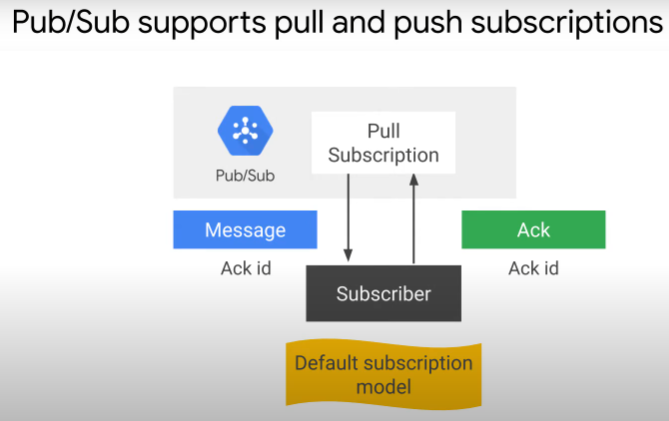 Pub/Sub supports pull and push subscriptions
Pull
Subscription
Pub/Sub
Message
Ack
Ack id
Ack id
Subscriber
Default subscription
model